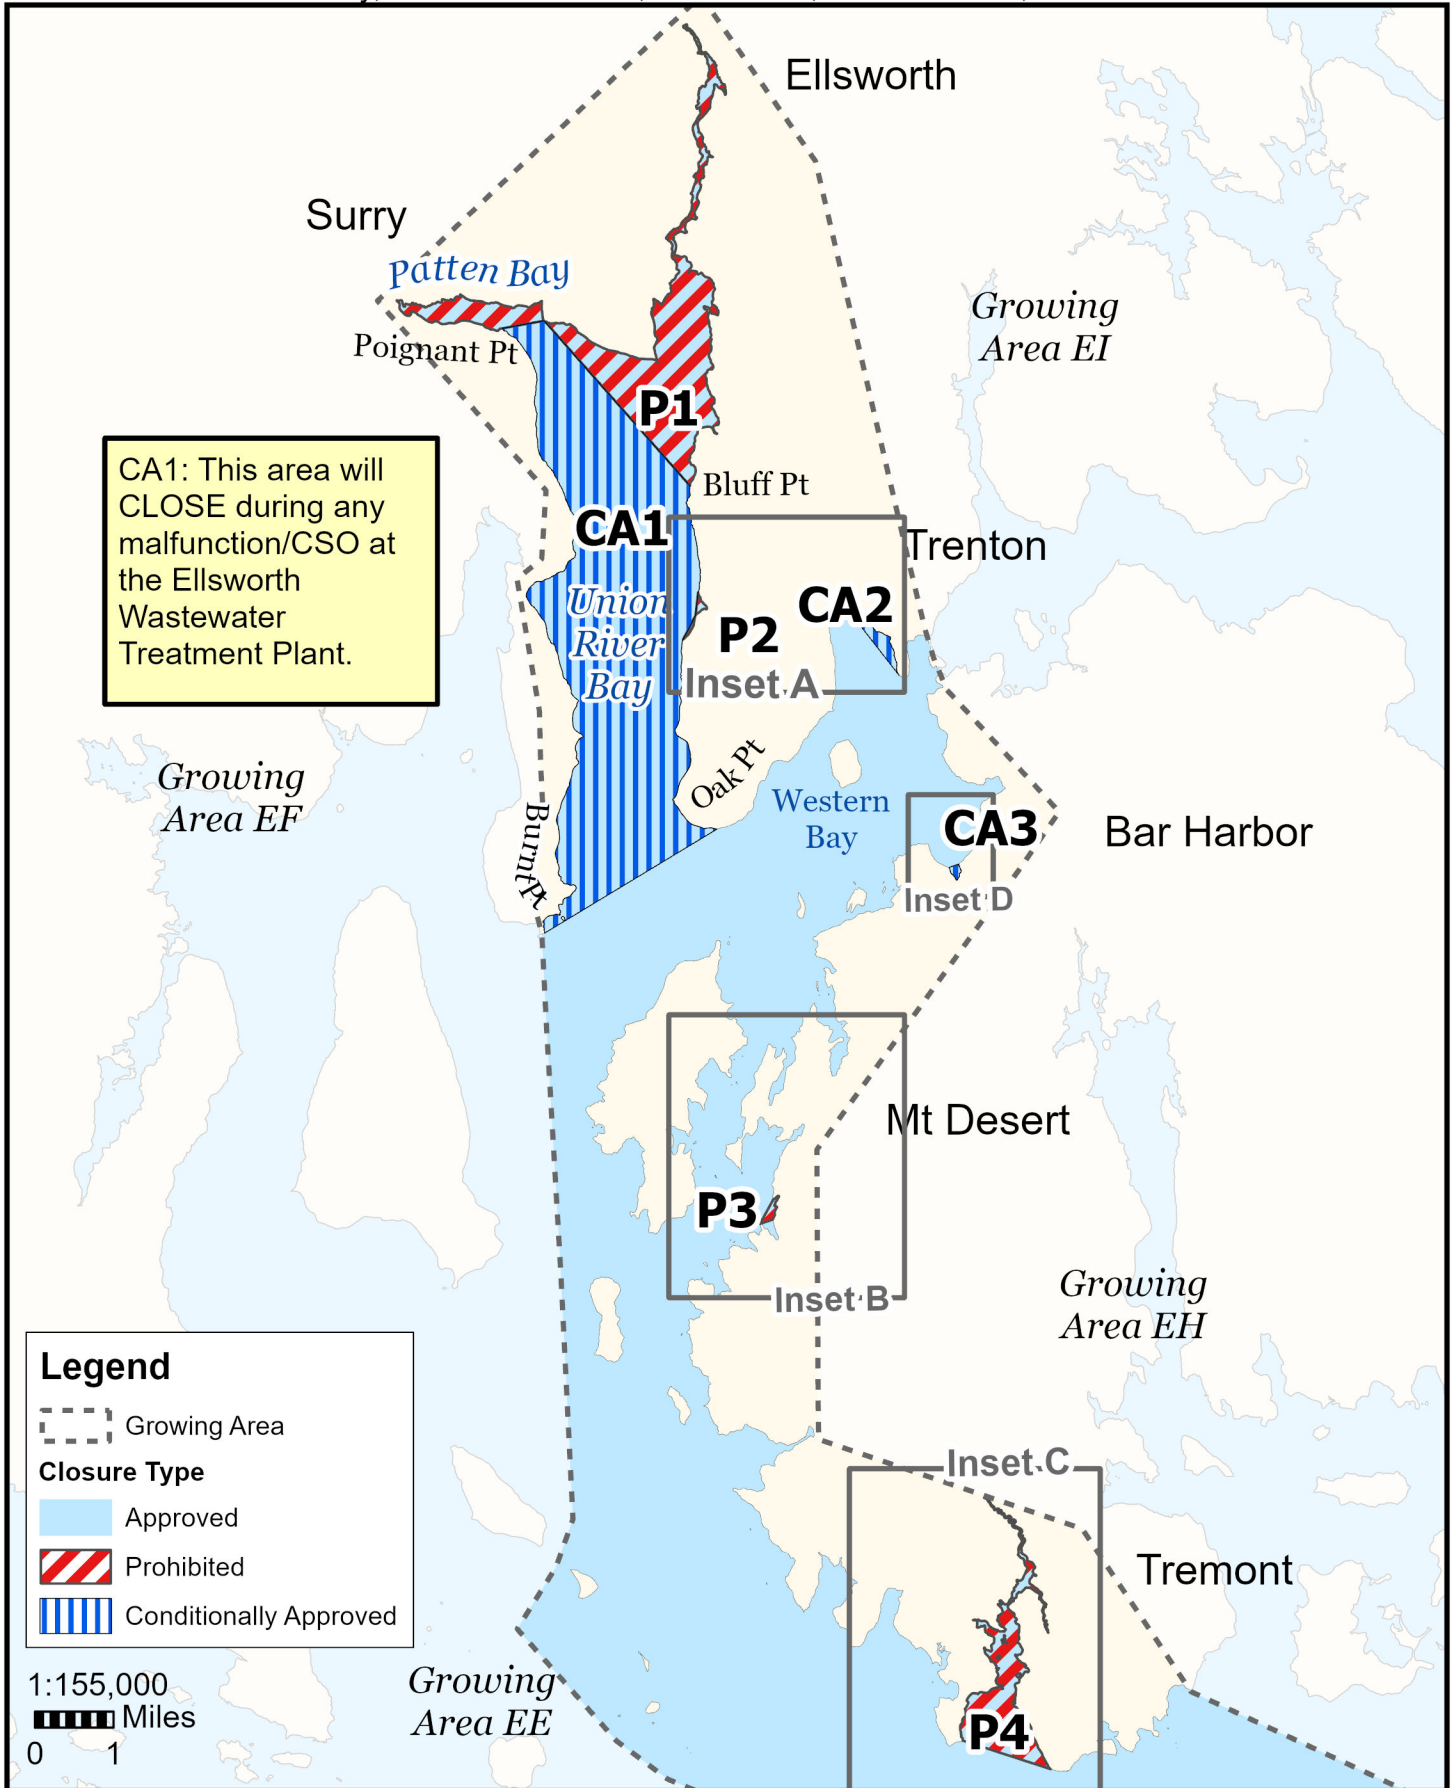 Ellsworth
Surry
Patten Bay
Growing
Area EI
Poignant Pt
P1
CA1: This area will
CLOSE during any
malfunction/CSO at
the Ellsworth
Wastewater
Treatment Plant.
Bluff Pt
CA1
Trenton
CA2
Union
River
Bay
P2
Inset A
Oak Pt
Growing
Area EF
Western
Bay
Burnt Pt
CA3
Bar Harbor
Inset D
Mt Desert
P3
Inset B
Growing
Area EH
Legend
Growing Area
Closure Type
Approved
Prohibited
Conditionally Approved
Inset C
Tremont
1:155,000
Miles
0 1
Growing
Area EE
P4